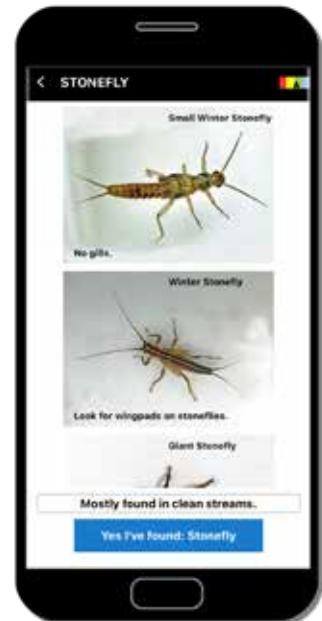 < STONEFLY
Small Winter Stonefly
No gills.
Winter Stonefly
Look for wingpads on stoneflies.
Giant Stonefly
Mostly found in clean streams.
Yes I've found: Stonefly